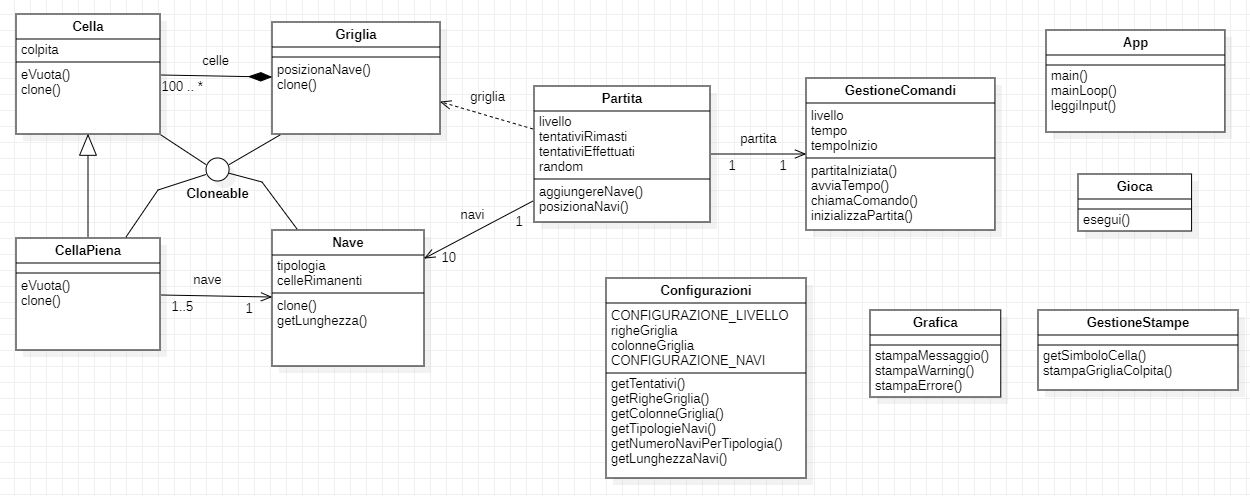 Cella
colpita
eVuota()
clone()
celle
100 .. *
Griglia
posizionaNave()
clone()
griglia
Cloneable
CellaPiena
eVuota()
clone()
nave
1..5
1
Nave
tipologia
celleRimanenti
clone()
getLunghezza()
navi
1
10
Partita
livello
tentativiRimasti
tentativiEffettuati
random
aggiungereNave()
posizionaNavi()
partita
1
1
GestioneComandi
livello
tempo
tempoInizio
partitaIniziata()
avviaTempo()
chiamaComando()
inizializzaPartita()
App
main()
mainLoop()
leggiInput()
Gioca
esegui()
Configurazioni
CONFIGURAZIONE_LIVELLO
righeGriglia
colonneGriglia
CONFIGURAZIONE_NAVI
getTentativi()
getRigheGriglia()
getColonneGriglia()
getTipologieNavi()
getNumeroNaviPerTipologia()
getLunghezzaNavi()
Grafica
stampaMessaggio()
stampaWarning()
stampaErrore()
GestioneStampe
getSimboloCella()
stampaGrigliaColpita()